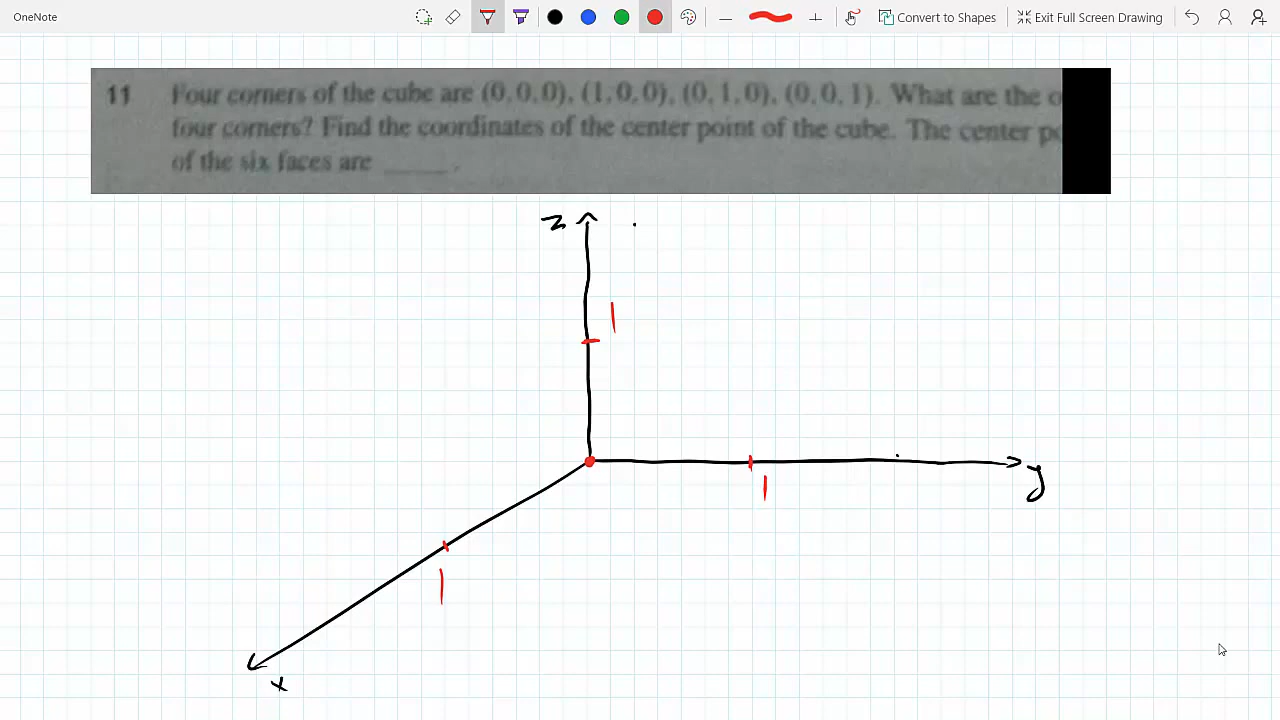 OneNote
Convert to Shapes
Exit Full Screen Drawing
11 Four corners of the cube are (0, 0, 0), (1, 0, 0), (0, 1, 0), (0, 0, 1). What are the o
four corners? Find the coordinates of the center point of the cube. The center po
of the six faces are _____.
z
1
y
1
1
x